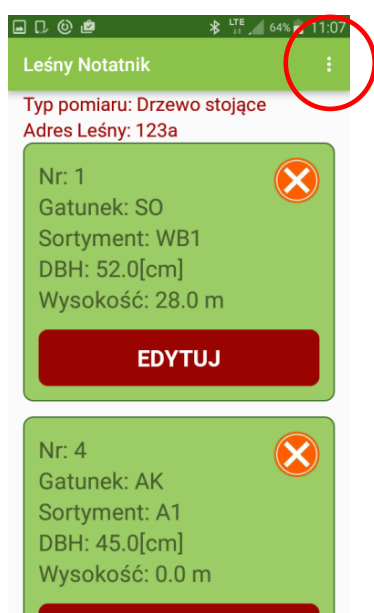 LTE 64% 11:07
Leśny Notatnik
Typ pomiaru: Drzewo stojące
Adres Leśny: 123a
Nr: 1
Gatunek: SO
Sortyment: WB1
DBH: 52.0[cm]
Wysokość: 28.0 m
EDYTUJ
Nr: 4
Gatunek: AK
Sortyment: A1
DBH: 45.0[cm]
Wysokość: 0.0 m